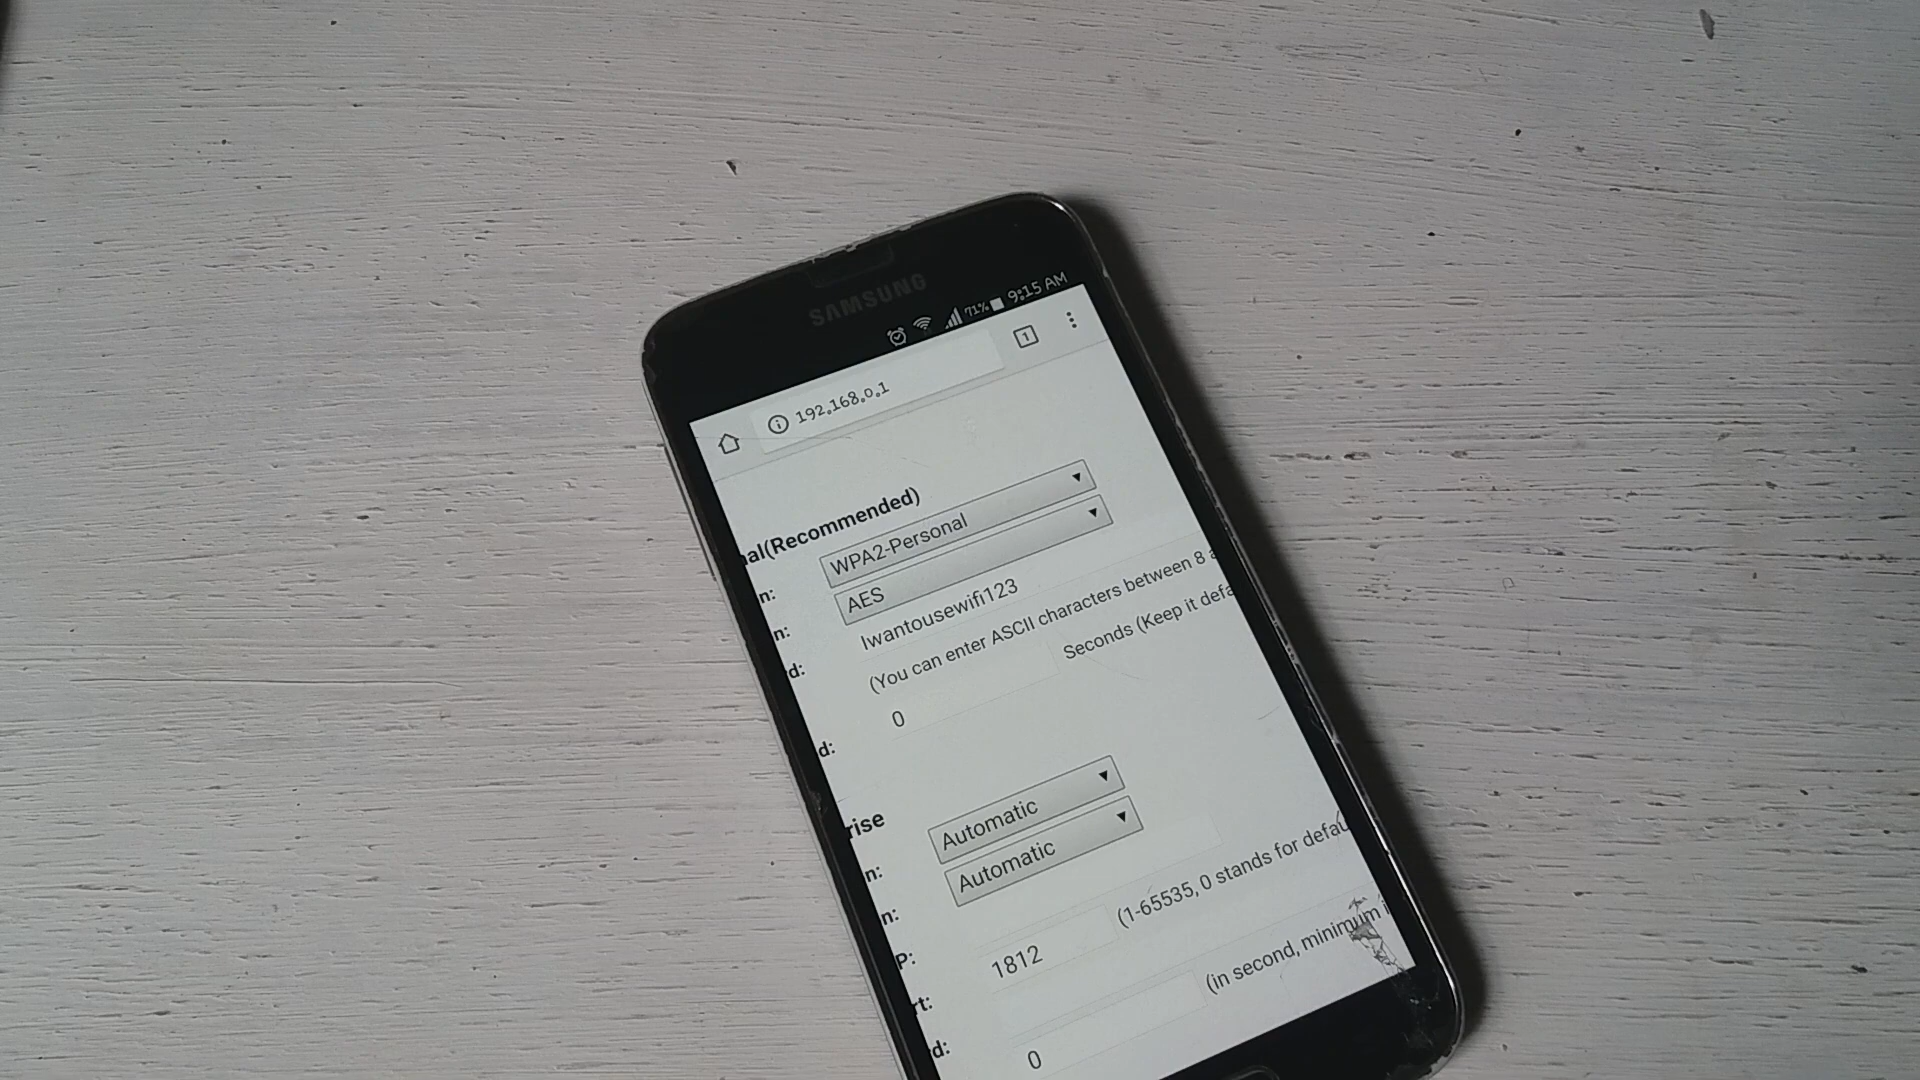 SAMSUNG
71% 9:15 AM
192.168.0.1
1
nal(Recommended)
n: WPA2-Personal
n: AES
d: Iwantousewifi123
(You can enter ASCII characters between 8 a
d: 0 Seconds (Keep it defa
rise
n: Automatic
n: Automatic
P:
rt: 1812 (1-65535, 0 stands for defau
d:
0 (in second, minimum i